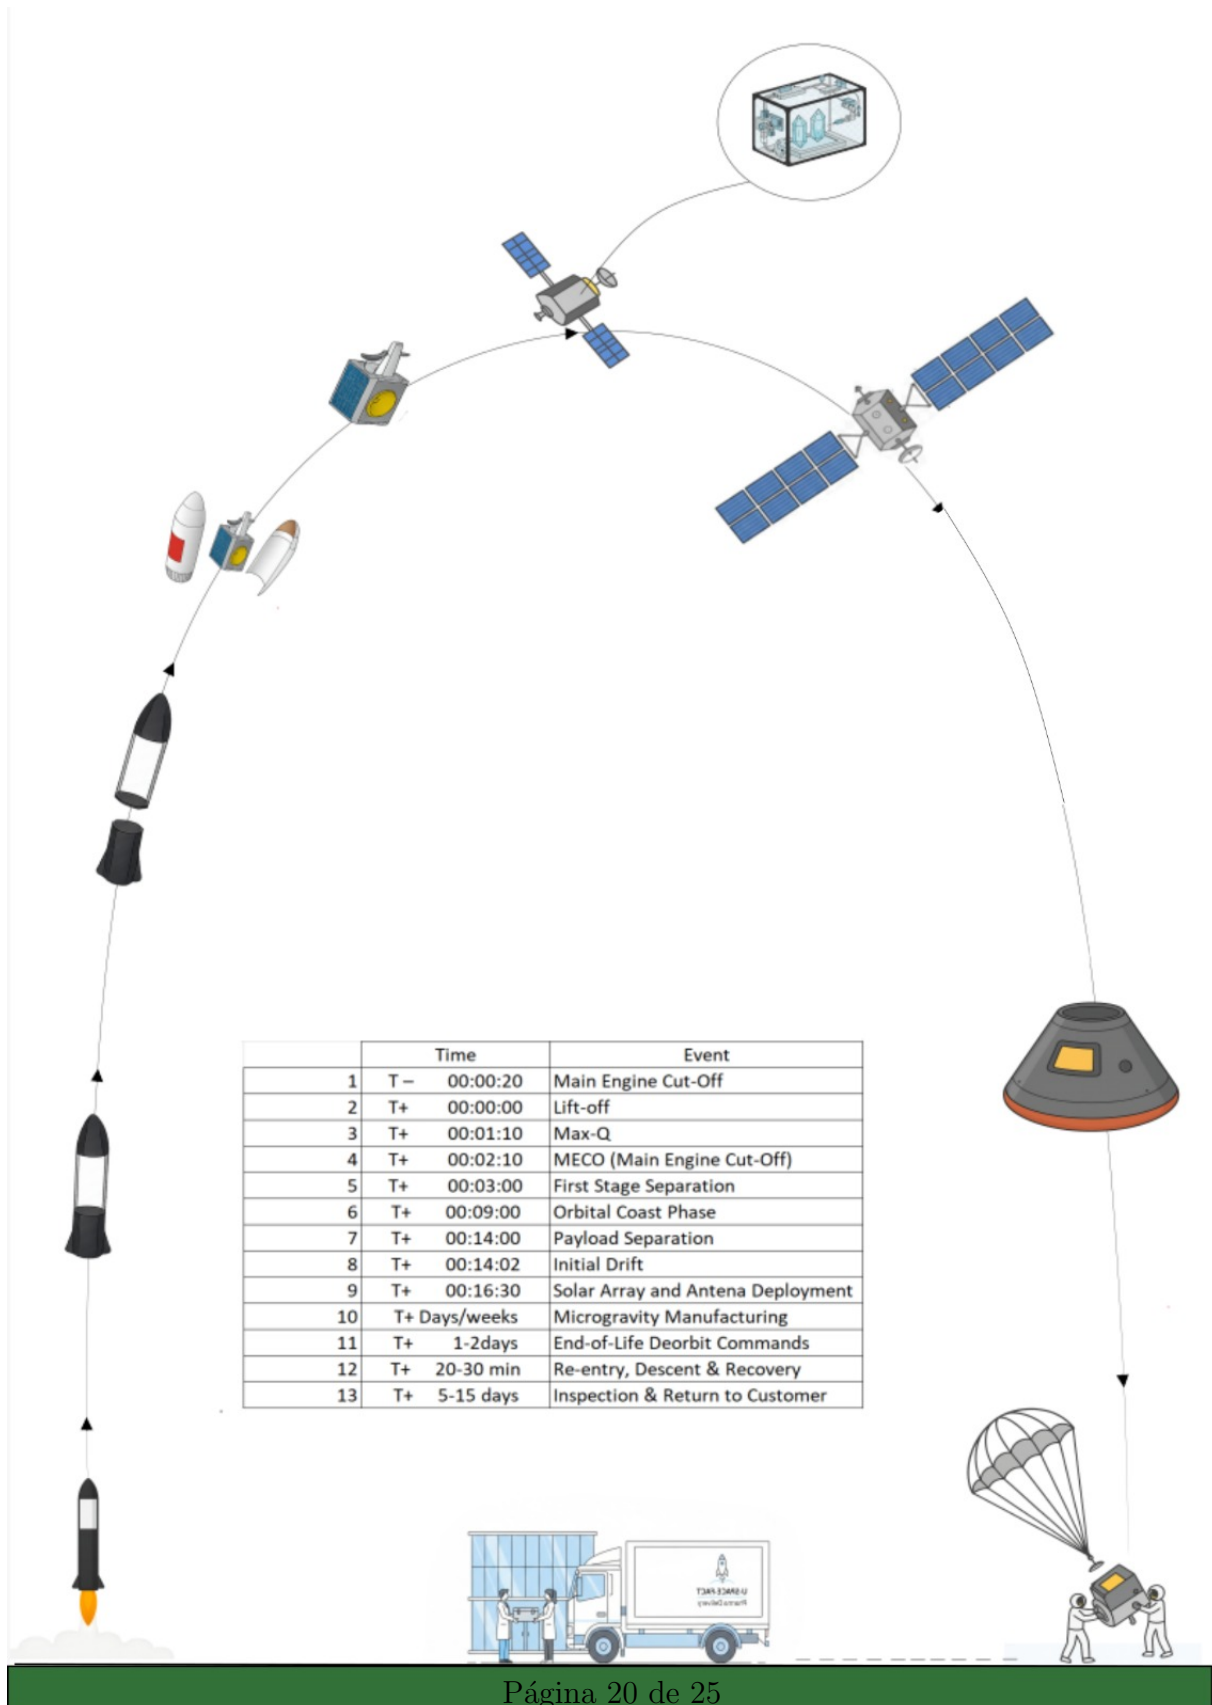 Time Event
1 T – 00:00:20 Main Engine Cut-Off
2 T+ 00:00:00 Lift-off
3 T+ 00:01:10 Max-Q
4 T+ 00:02:10 MECO (Main Engine Cut-Off)
5 T+ 00:03:00 First Stage Separation
6 T+ 00:09:00 Orbital Coast Phase
7 T+ 00:14:00 Payload Separation
8 T+ 00:14:02 Initial Drift
9 T+ 00:16:30 Solar Array and Antena Deployment
10 T+ Days/weeks Microgravity Manufacturing
11 T+ 1-2days End-of-Life Deorbit Commands
12 T+ 20-30 min Re-entry, Descent & Recovery
13 T+ 5-15 days Inspection & Return to Customer
U-SPACE FACT
Pharma Delivery
Página 20 de 25